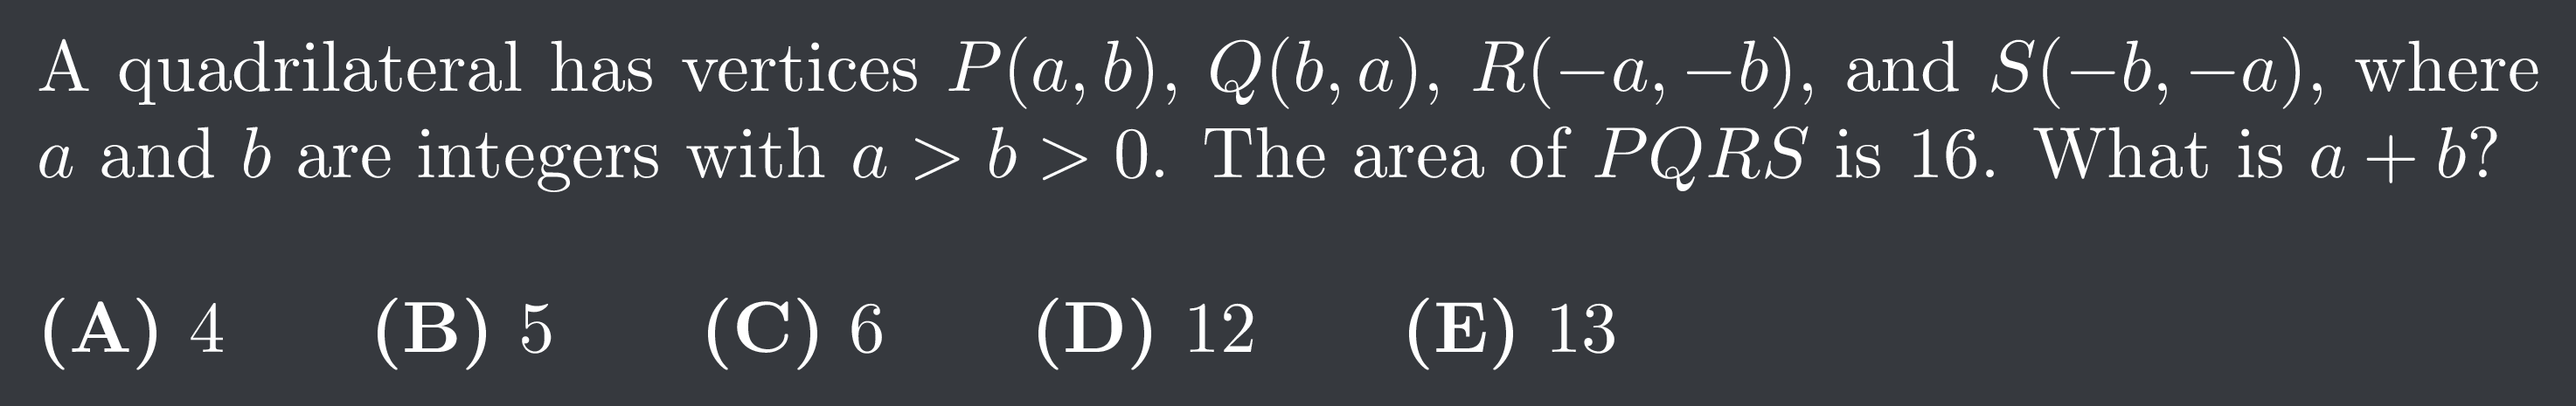 A quadrilateral has vertices P(a, b), Q(b, a), R(−a, −b), and S(−b, −a), where
a and b are integers with a > b > 0. The area of PQRS is 16. What is a + b?
(A) 4 (B) 5 (C) 6 (D) 12 (E) 13